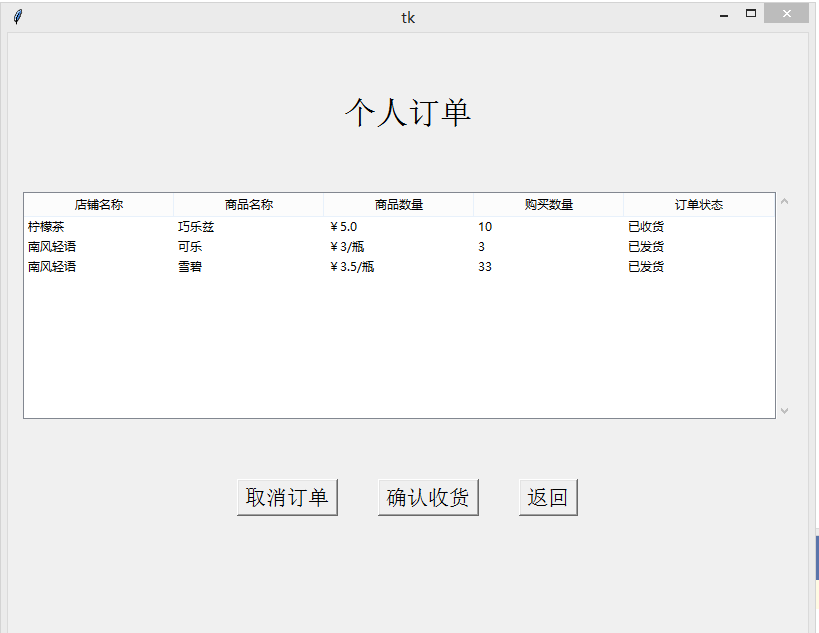 tk
个人订单
店铺名称 商品名称 商品数量 购买数量 订单状态
柠檬茶 巧乐兹 ￥5.0 10 已收货
南风轻语 可乐 ￥3/瓶 3 已发货
南风轻语 雪碧 ￥3.5/瓶 33 已发货
取消订单 确认收货 返回